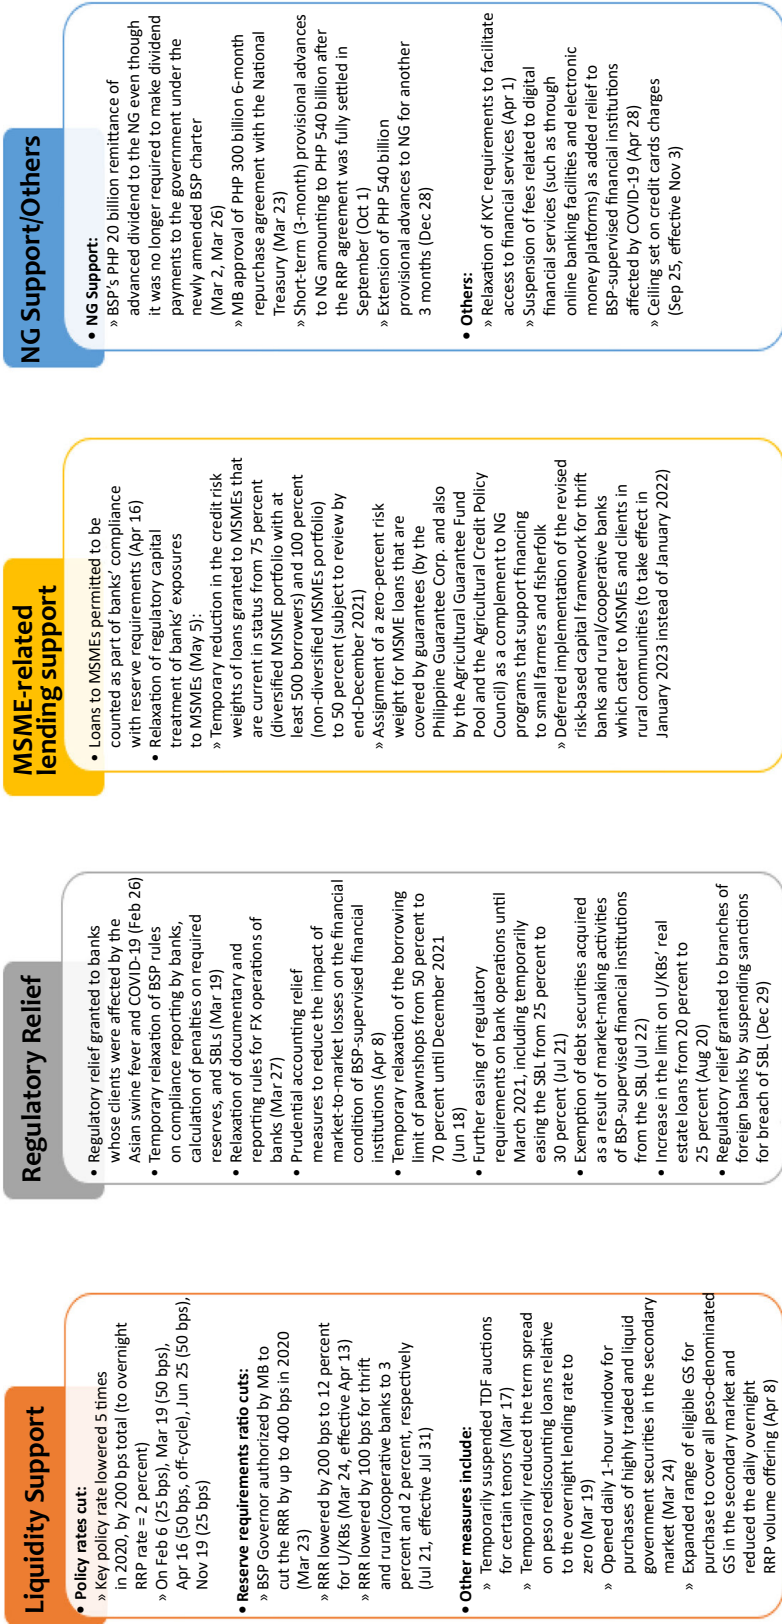 Liquidity Support
• Policy rates cut:
» Key policy rate lowered 5 times
in 2020, by 200 bps total (to overnight
RRP rate = 2 percent)
» On Feb 6 (25 bps), Mar 19 (50 bps),
Apr 16 (50 bps, off-cycle), Jun 25 (50 bps),
Nov 19 (25 bps)
• Reserve requirements ratio cuts:
» BSP Governor authorized by MB to
cut the RRR by up to 400 bps in 2020
(Mar 23)
» RRR lowered by 200 bps to 12 percent
for U/KBs (Mar 24, effective Apr 13)
» RRR lowered by 100 bps for thrift
and rural/cooperative banks to 3
percent and 2 percent, respectively
(Jul 21, effective Jul 31)
• Other measures include:
» Temporarily suspended TDF auctions
for certain tenors (Mar 17)
» Temporarily reduced the term spread
on peso rediscounting loans relative
to the overnight lending rate to
zero (Mar 19)
» Opened daily 1-hour window for
purchases of highly traded and liquid
government securities in the secondary
market (Mar 24)
» Expanded range of eligible GS for
purchase to cover all peso-denominated
GS in the secondary market and
reduced the daily overnight
RRP volume offering (Apr 8)
Regulatory Relief
• Regulatory relief granted to banks
whose clients were affected by the
Asian swine fever and COVID-19 (Feb 26)
• Temporary relaxation of BSP rules
on compliance reporting by banks,
calculation of penalties on required
reserves, and SBLs (Mar 19)
• Relaxation of documentary and
reporting rules for FX operations of
banks (Mar 27)
• Prudential accounting relief
measures to reduce the impact of
market-to-market losses on the financial
condition of BSP-supervised financial
institutions (Apr 8)
• Temporary relaxation of the borrowing
limit of pawnshops from 50 percent to
70 percent until December 2021
(Jun 18)
• Further easing of regulatory
requirements on bank operations until
March 2021, including temporarily
easing the SBL from 25 percent to
30 percent (Jul 21)
• Exemption of debt securities acquired
as a result of market-making activities
of BSP-supervised financial institutions
from the SBL (Jul 22)
• Increase in the limit on U/KBs' real
estate loans from 20 percent to
25 percent (Aug 20)
• Regulatory relief granted to branches of
foreign banks by suspending sanctions
for breach of SBL (Dec 29)
MSME-related
lending support
• Loans to MSMEs permitted to be
counted as part of banks' compliance
with reserve requirements (Apr 16)
• Relaxation of regulatory capital
treatment of banks' exposures
to MSMEs (May 5):
» Temporary reduction in the credit risk
weights of loans granted to MSMEs that
are current in status from 75 percent
(diversified MSME portfolio with at
least 500 borrowers) and 100 percent
(non-diversified MSMEs portfolio)
to 50 percent (subject to review by
end-December 2021)
» Assignment of a zero-percent risk
weight for MSME loans that are
covered by guarantees (by the
Philippine Guarantee Corp. and also
by the Agricultural Guarantee Fund
Pool and the Agricultural Credit Policy
Council) as a complement to NG
programs that support financing
to small farmers and fisherfolk
» Deferred implementation of the revised
risk-based capital framework for thrift
banks and rural/cooperative banks
which cater to MSMEs and clients in
rural communities (to take effect in
January 2023 instead of January 2022)
NG Support/Others
• NG Support:
» BSP's PHP 20 billion remittance of
advanced dividend to the NG even though
it was no longer required to make dividend
payments to the government under the
newly amended BSP charter
(Mar 2, Mar 26)
» MB approval of PHP 300 billion 6-month
repurchase agreement with the National
Treasury (Mar 23)
» Short-term (3-month) provisional advances
to NG amounting to PHP 540 billion after
the RRP agreement was fully settled in
September (Oct 1)
» Extension of PHP 540 billion
provisional advances to NG for another
3 months (Dec 28)
• Others:
» Relaxation of KYC requirements to facilitate
access to financial services (Apr 1)
» Suspension of fees related to digital
financial services (such as through
online banking facilities and electronic
money platforms) as added relief to
BSP-supervised financial institutions
affected by COVID-19 (Apr 28)
» Ceiling set on credit cards charges
(Sep 25, effective Nov 3)